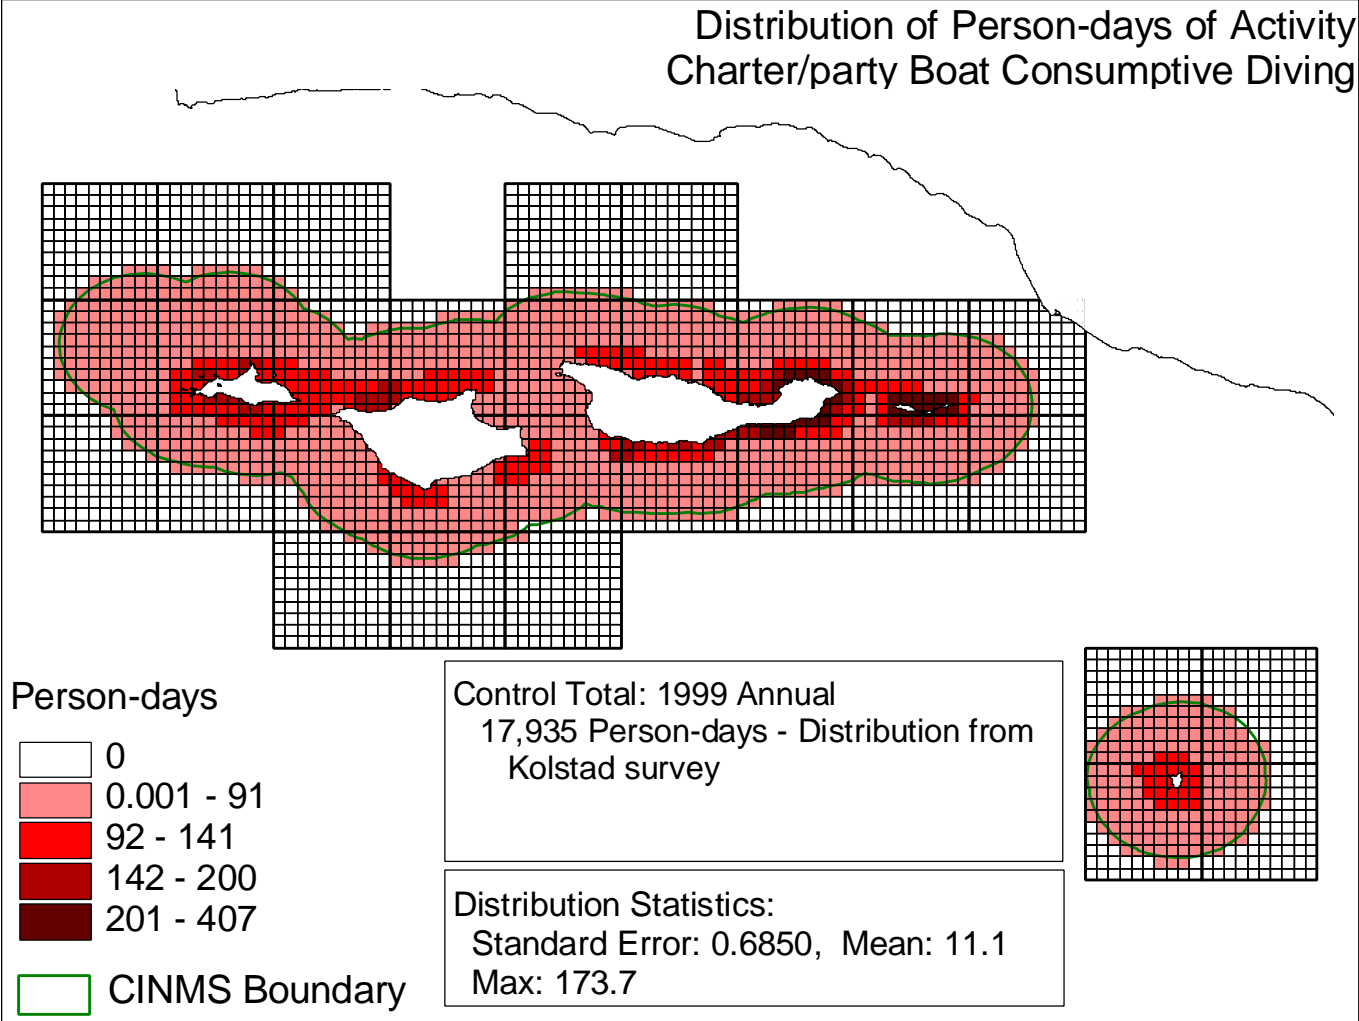 Distribution of Person-days of Activity
Charter/party Boat Consumptive Diving
Person-days
0
0.001 - 91
92 - 141
142 - 200
201 - 407
CINMS Boundary
Control Total: 1999 Annual
17,935 Person-days - Distribution from
Kolstad survey
Distribution Statistics:
Standard Error: 0.6850, Mean: 11.1
Max: 173.7